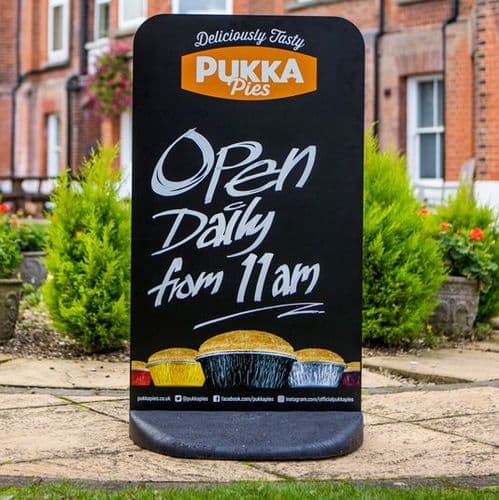 Deliciously Tasty
PUKKA
Pies
Open
Daily
from 11am
pukkapies.co.uk @pukkapies facebook.com/pukkapies instagram.com/officialpukkapies